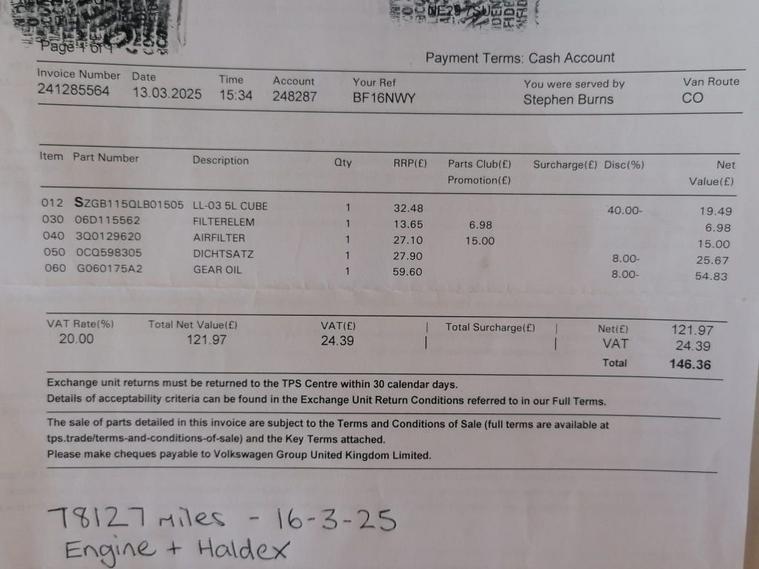 Page 1 of 1
Payment Terms: Cash Account
Invoice Number Date Time Account Your Ref You were served by Van Route
241285564 13.03.2025 15:34 248287 BF16NWY Stephen Burns CO
Item Part Number Description Qty RRP(£) Parts Club(£) Surcharge(£) Disc(%) Net
Promotion(£) Value(£)
012 SZGB115QLB01505 LL-03 5L CUBE 1 32.48 40.00- 19.49
030 06D115562 FILTERELEM 1 13.65 6.98 6.98
040 3Q0129620 AIRFILTER 1 27.10 15.00 15.00
050 0CQ598305 DICHTSATZ 1 27.90 8.00- 25.67
060 G060175A2 GEAR OIL 1 59.60 8.00- 54.83
VAT Rate(%) Total Net Value(£) VAT(£) | Total Surcharge(£) | Net(£) 121.97
20.00 121.97 24.39 | | VAT 24.39
Total 146.36
Exchange unit returns must be returned to the TPS Centre within 30 calendar days.
Details of acceptability criteria can be found in the Exchange Unit Return Conditions referred to in our Full Terms.
The sale of parts detailed in this invoice are subject to the Terms and Conditions of Sale (full terms are available at
tps.trade/terms-and-conditions-of-sale) and the Key Terms attached.
Please make cheques payable to Volkswagen Group United Kingdom Limited.
78127 Miles - 16-3-25
Engine + Haldex